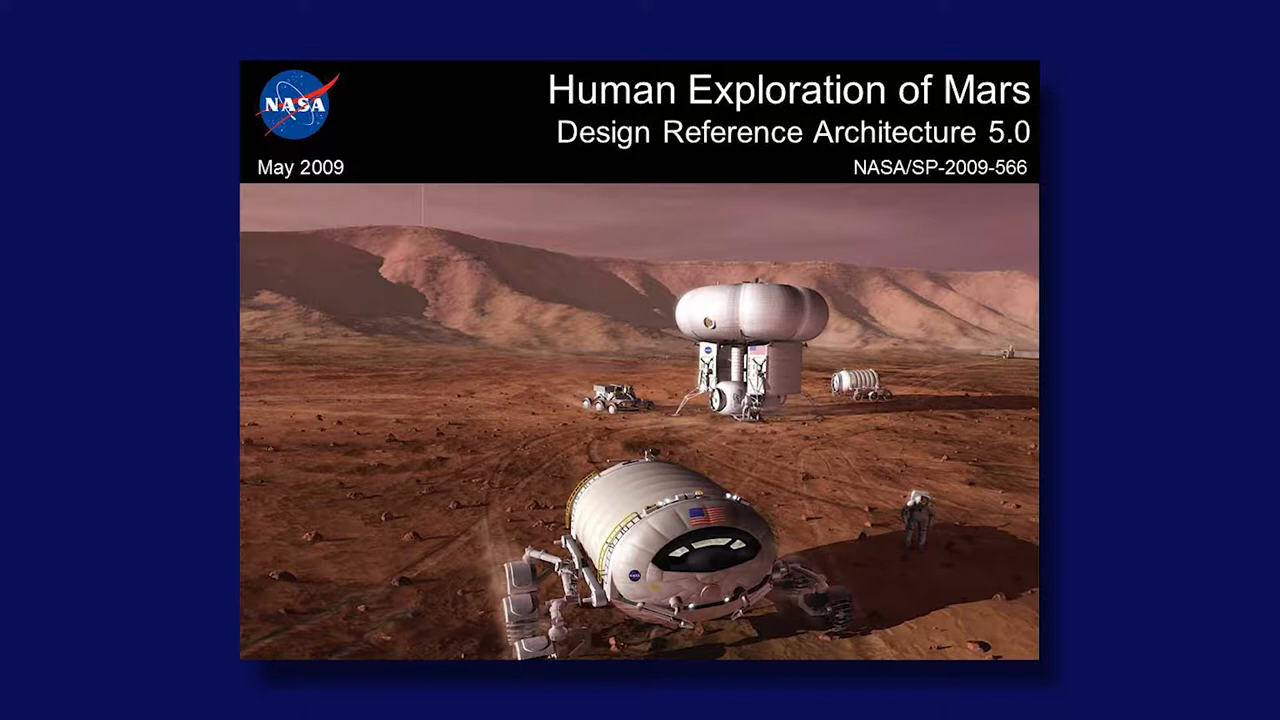 NASA
Human Exploration of Mars
Design Reference Architecture 5.0
May 2009
NASA/SP-2009-566